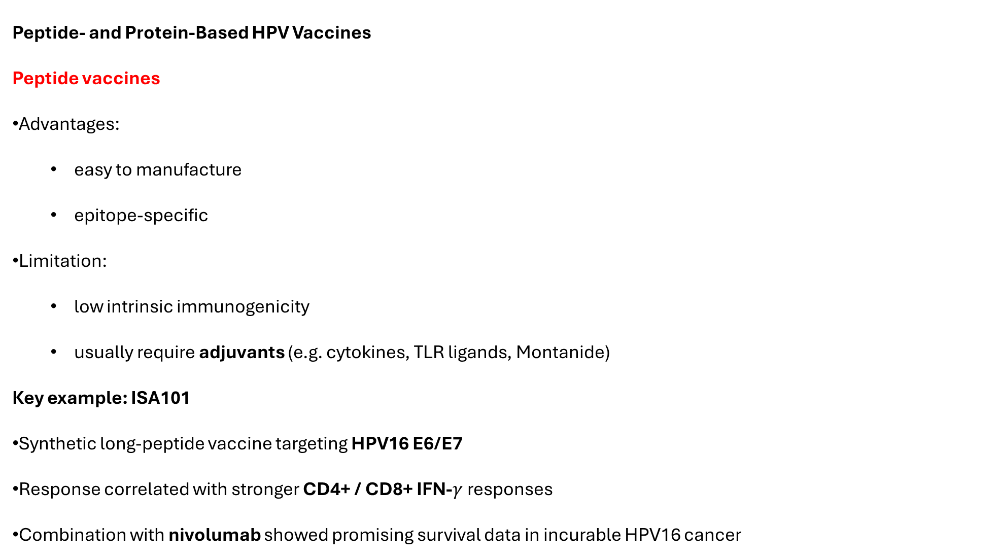 Peptide- and Protein-Based HPV Vaccines
Peptide vaccines
•Advantages:
• easy to manufacture
• epitope-specific
•Limitation:
• low intrinsic immunogenicity
• usually require adjuvants (e.g. cytokines, TLR ligands, Montanide)
Key example: ISA101
•Synthetic long-peptide vaccine targeting HPV16 E6/E7
•Response correlated with stronger CD4+ / CD8+ IFN-γ responses
•Combination with nivolumab showed promising survival data in incurable HPV16 cancer